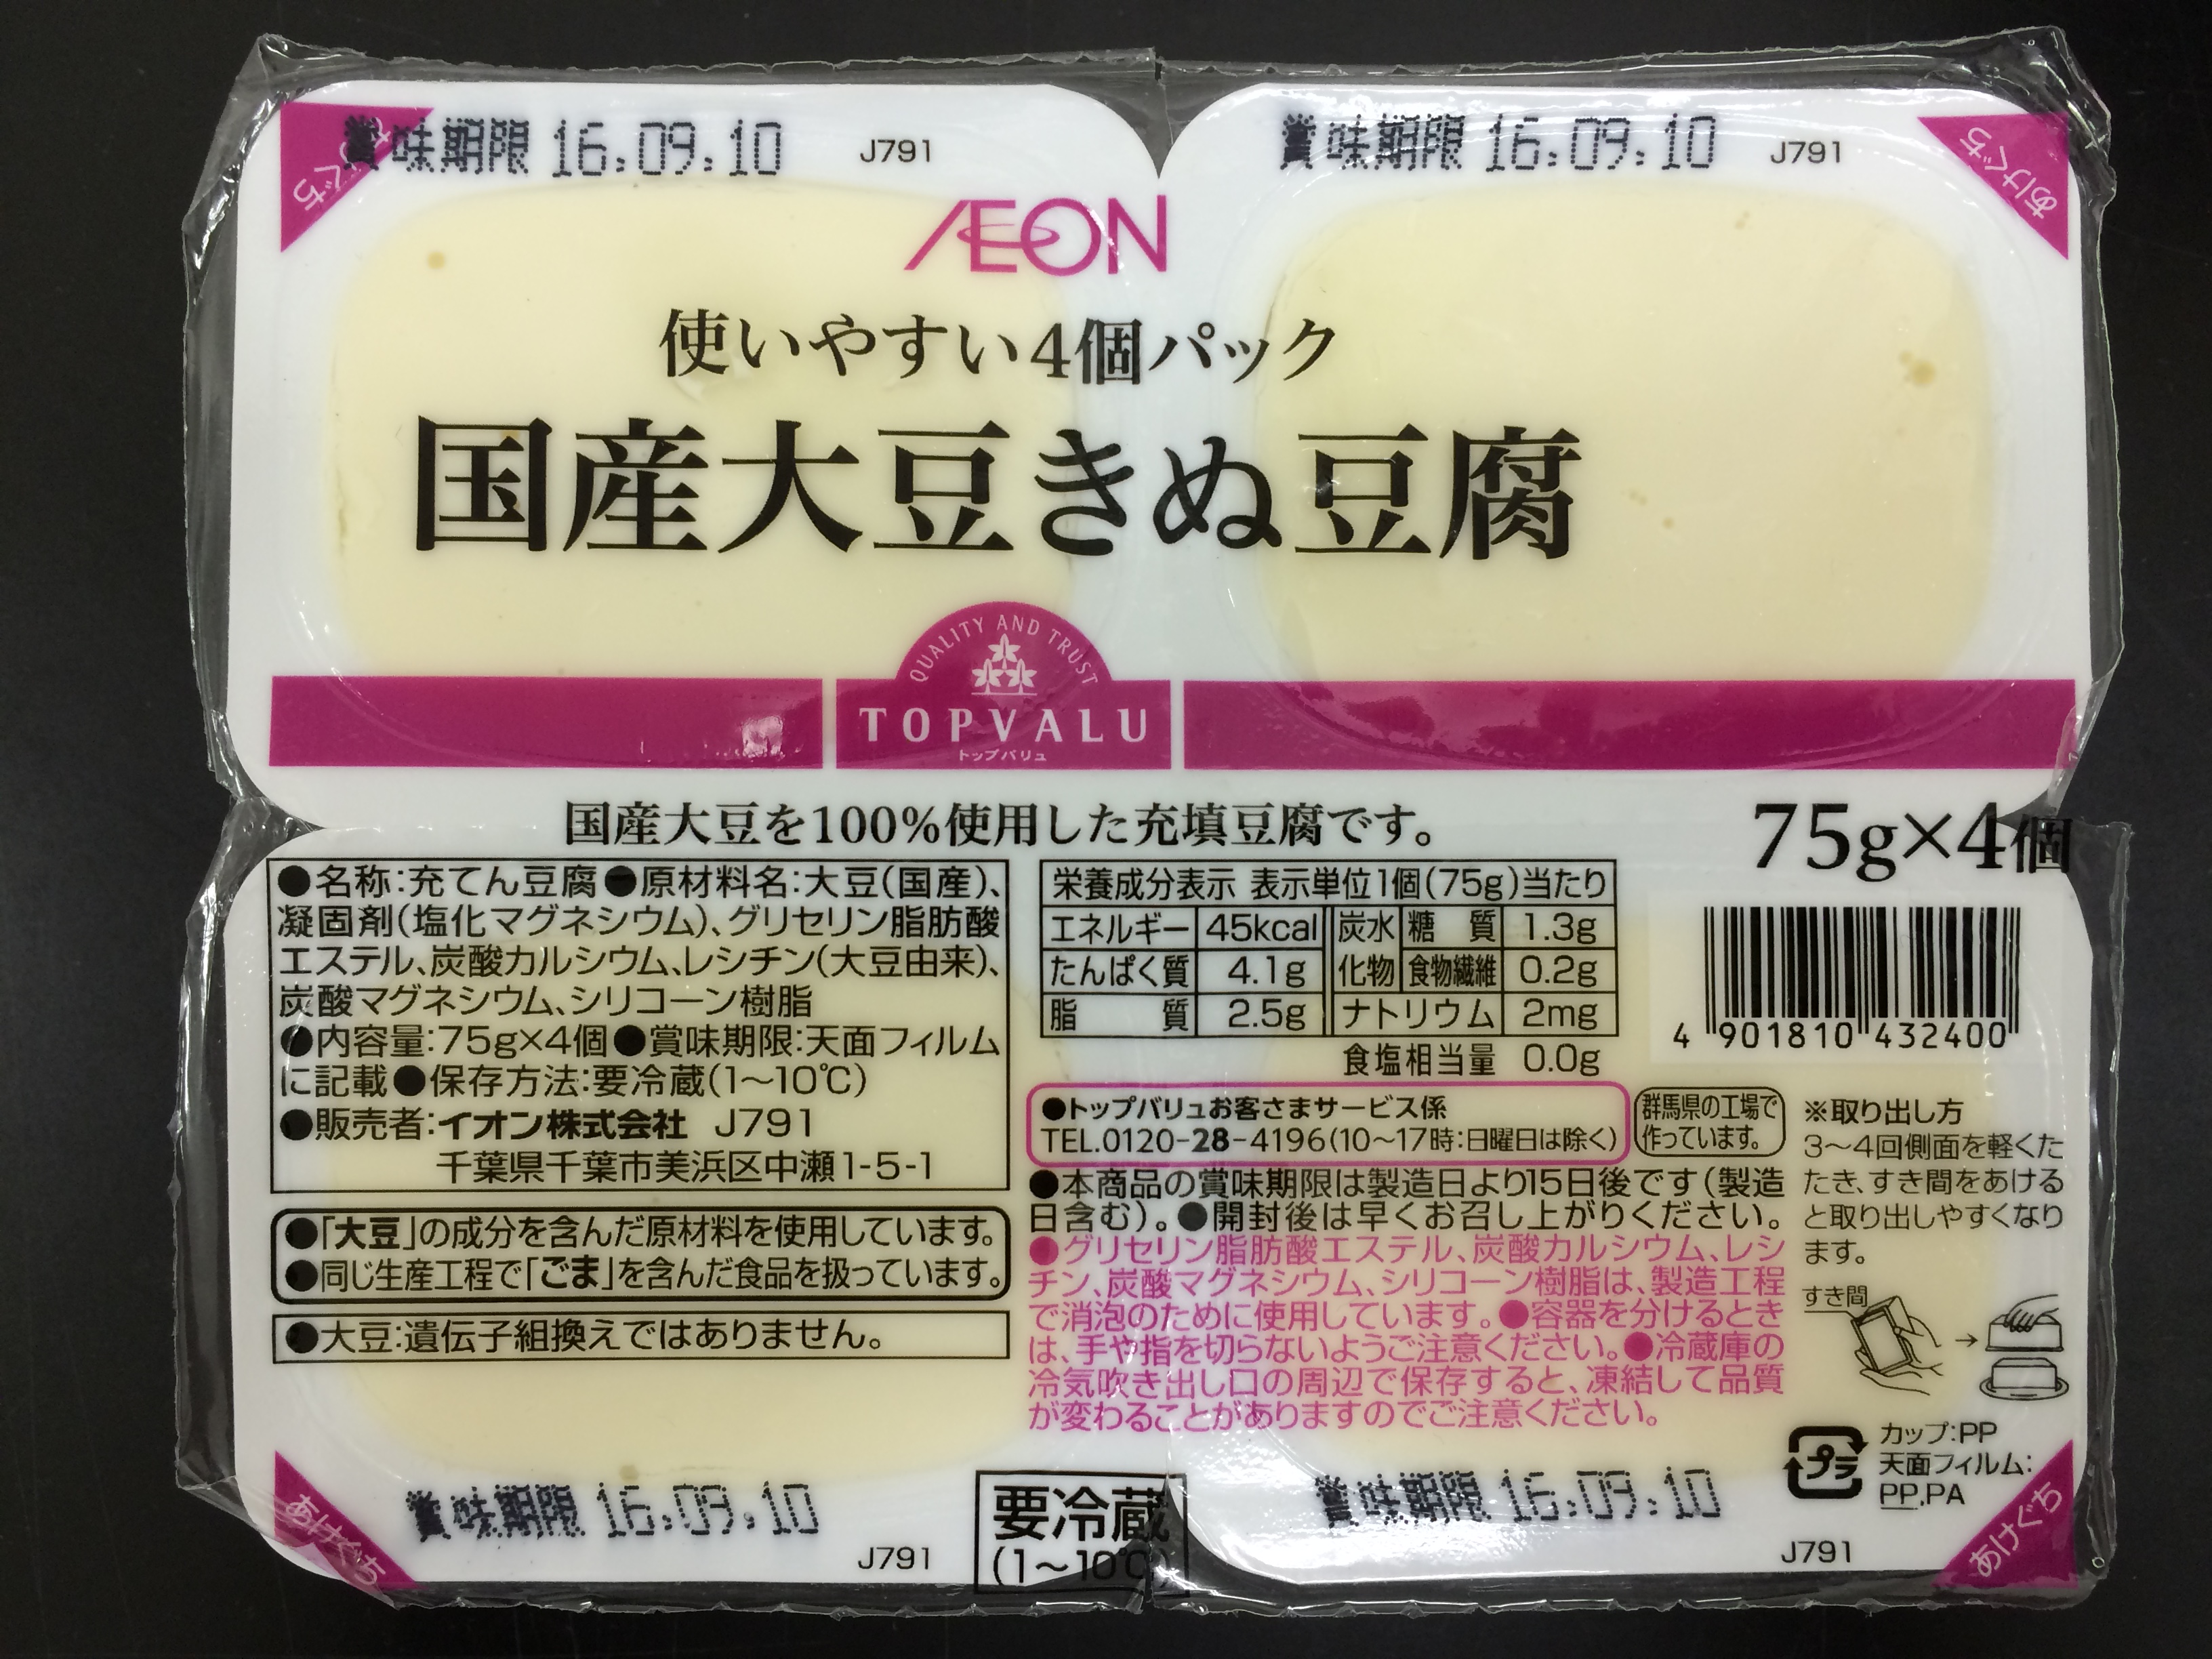 賞味期限 16.09.10
J791
賞味期限 16.09.10
J791
あけぐち
ÆON
使いやすい4個パック
国産大豆きぬ豆腐
QUALITY AND TRUST
TOPVALU
トップバリュ
国産大豆を100%使用した充填豆腐です。
75g×4個
●名称:充てん豆腐●原材料名:大豆(国産)、
凝固剤(塩化マグネシウム)、グリセリン脂肪酸
エステル、炭酸カルシウム、レシチン(大豆由来)、
炭酸マグネシウム、シリコーン樹脂
●内容量:75g×4個●賞味期限:天面フィルム
に記載●保存方法:要冷蔵(1〜10℃)
●販売者:イオン株式会社 J791
千葉県千葉市美浜区中瀬1-5-1
●「大豆」の成分を含んだ原材料を使用しています。
●同じ生産工程で「ごま」を含んだ食品を扱っています。
●大豆:遺伝子組換えではありません。
栄養成分表示 表示単位1個(75g)当たり
エネルギー 45kcal 炭水化物 糖質 1.3g
たんぱく質 4.1g 食物繊維 0.2g
脂質 2.5g ナトリウム 2mg
食塩相当量 0.0g
4 901810 432400
●トップバリュお客さまサービス係
TEL.0120-28-4196(10〜17時:日曜日は除く)
群馬県の工場で
作っています。
●本商品の賞味期限は製造日より15日後です(製造
日含む)。●開封後は早くお召し上がりください。
●グリセリン脂肪酸エステル、炭酸カルシウム、レシ
チン、炭酸マグネシウム、シリコーン樹脂は、製造工程
で消泡のために使用しています。●容器を分けるとき
は、手や指を切らないようご注意ください。●冷蔵庫の
冷気吹き出し口の周辺で保存すると、凍結して品質
が変わることがありますのでご注意ください。
※取り出し方
3〜4回側面を軽くた
たき、すき間をあける
と取り出しやすくなり
ます。
すき間
プラ
カップ:PP
天面フィルム:
PP,PA
あけぐち
賞味期限 16.09.10
J791
要冷蔵
(1〜10℃)
賞味期限 16.09.10
J791
あけぐち